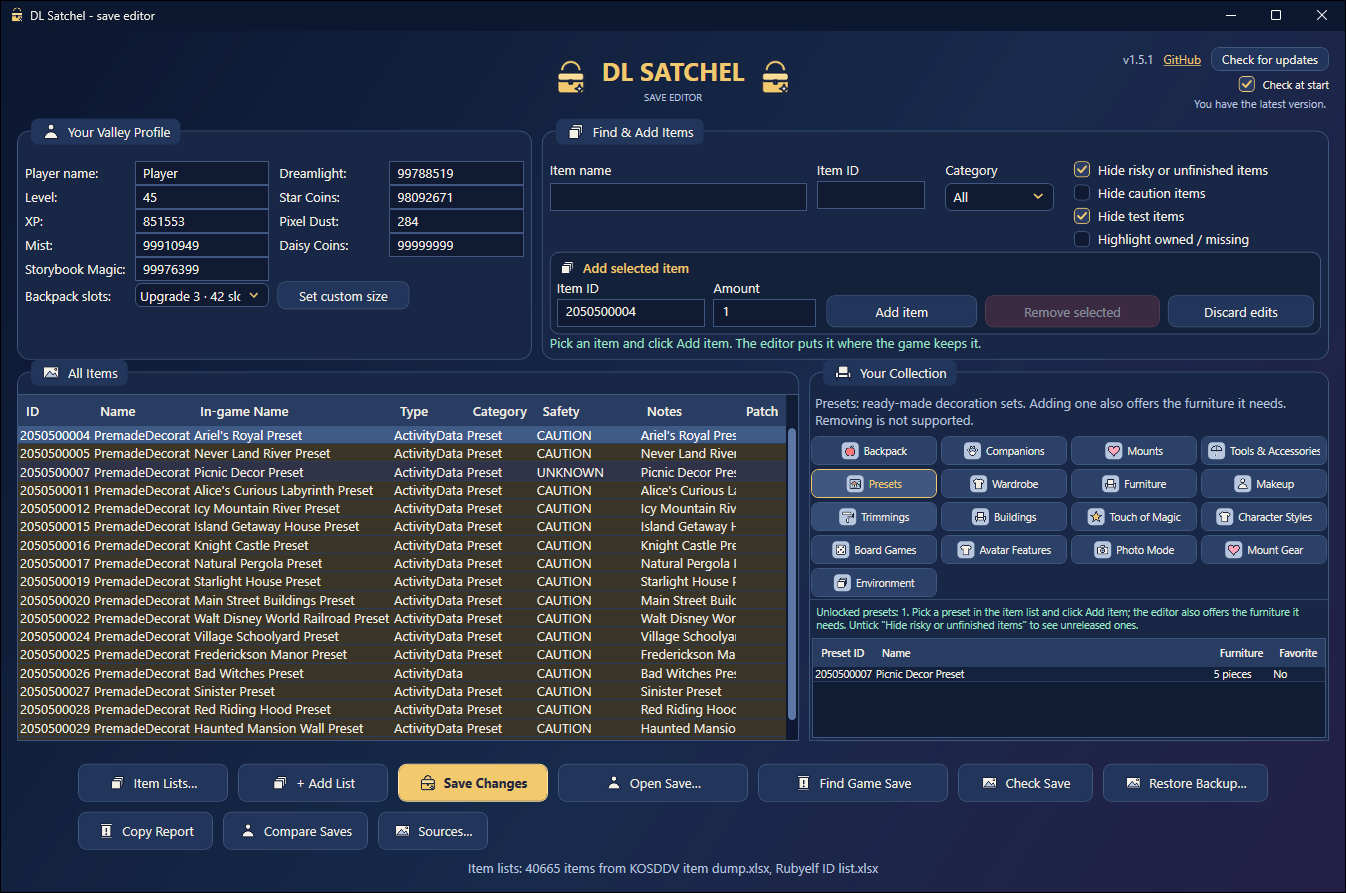 DL Satchel - save editor
DL SATCHEL
SAVE EDITOR
v1.5.1 GitHub Check for updates
Check at start
You have the latest version.
Your Valley Profile
Player name: Player Dreamlight: 99788519
Level: 45 Star Coins: 98092671
XP: 851553 Pixel Dust: 284
Mist: 99910949 Daisy Coins: 99999999
Storybook Magic: 99976399
Backpack slots: Upgrade 3 · 42 slc Set custom size
Find & Add Items
Item name Item ID Category
All
Hide risky or unfinished items
Hide caution items
Hide test items
Highlight owned / missing
Add selected item
Item ID Amount
2050500004 1 Add item Remove selected Discard edits
Pick an item and click Add item. The editor puts it where the game keeps it.
All Items
ID Name In-game Name Type Category Safety Notes Patch
2050500004 PremadeDecorat Ariel's Royal Preset ActivityData Preset CAUTION Ariel's Royal Pres
2050500005 PremadeDecorat Never Land River Preset ActivityData Preset CAUTION Never Land River
2050500007 PremadeDecorat Picnic Decor Preset ActivityData Preset UNKNOWN Picnic Decor Pres
2050500011 PremadeDecorat Alice's Curious Labyrinth Preset ActivityData Preset CAUTION Alice's Curious La
2050500012 PremadeDecorat Icy Mountain River Preset ActivityData Preset CAUTION Icy Mountain Riv
2050500015 PremadeDecorat Island Getaway House Preset ActivityData Preset CAUTION Island Getaway H
2050500016 PremadeDecorat Knight Castle Preset ActivityData Preset CAUTION Knight Castle Pre
2050500017 PremadeDecorat Natural Pergola Preset ActivityData Preset CAUTION Natural Pergola P
2050500019 PremadeDecorat Starlight House Preset ActivityData Preset CAUTION Starlight House P
2050500020 PremadeDecorat Main Street Buildings Preset ActivityData Preset CAUTION Main Street Builc
2050500022 PremadeDecorat Walt Disney World Railroad Preset ActivityData Preset CAUTION Walt Disney Wor
2050500024 PremadeDecorat Village Schoolyard Preset ActivityData Preset CAUTION Village Schoolyar
2050500025 PremadeDecorat Frederickson Manor Preset ActivityData Preset CAUTION Frederickson Ma
2050500026 PremadeDecorat Bad Witches Preset ActivityData CAUTION Bad Witches Pres
2050500027 PremadeDecorat Sinister Preset ActivityData Preset CAUTION Sinister Preset
2050500028 PremadeDecorat Red Riding Hood Preset ActivityData Preset CAUTION Red Riding Hood
2050500029 PremadeDecorat Haunted Mansion Wall Preset ActivityData Preset CAUTION Haunted Mansio
Your Collection
Presets: ready-made decoration sets. Adding one also offers the furniture it needs.
Removing is not supported.
Backpack Companions Mounts Tools & Accessories
Presets Wardrobe Furniture Makeup
Trimmings Buildings Touch of Magic Character Styles
Board Games Avatar Features Photo Mode Mount Gear
Environment
Unlocked presets: 1. Pick a preset in the item list and click Add item; the editor also offers the furniture it
needs. Untick "Hide risky or unfinished items" to see unreleased ones.
Preset ID Name Furniture Favorite
2050500007 Picnic Decor Preset 5 pieces No
Item Lists... + Add List Save Changes Open Save... Find Game Save Check Save Restore Backup...
Copy Report Compare Saves Sources...
Item lists: 40665 items from KOSDDV item dump.xlsx, Rubyelf ID list.xlsx